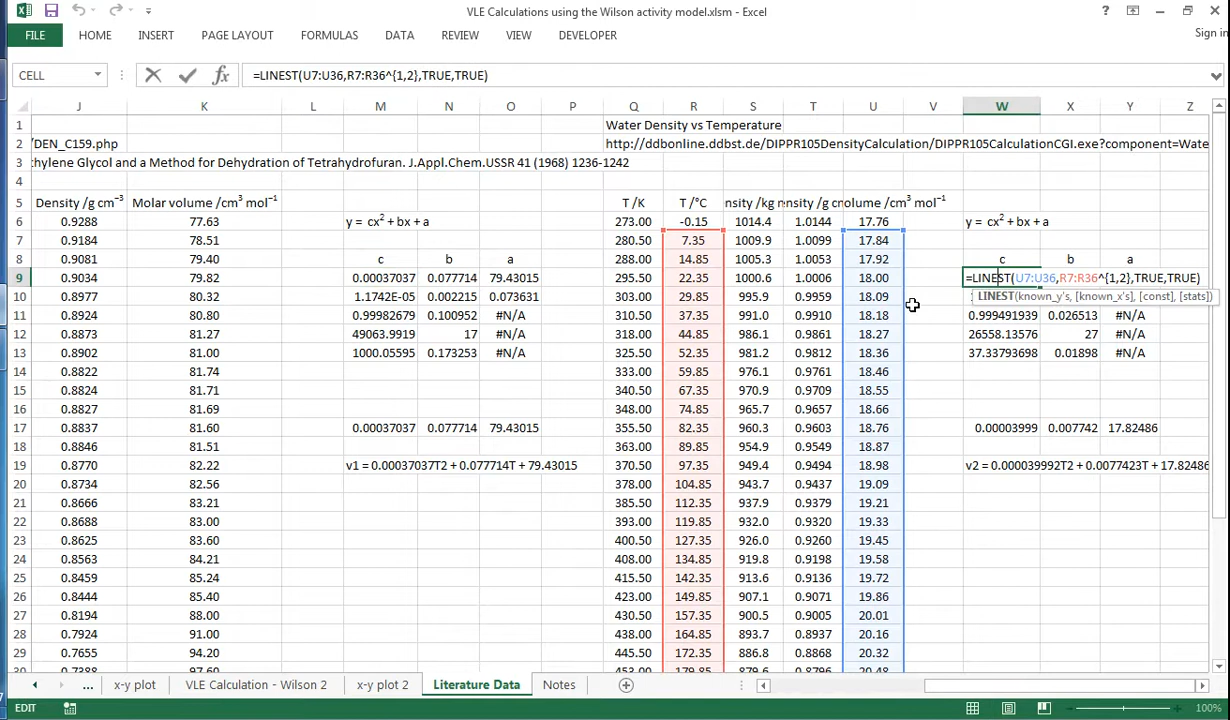 VLE Calculations using the Wilson activity model.xlsm - Excel
Sign in
FILE HOME INSERT PAGE LAYOUT FORMULAS DATA REVIEW VIEW DEVELOPER
CELL =LINEST(U7:U36,R7:R36^{1,2},TRUE,TRUE)
J K L M N O P Q R S T U V W X Y Z
1 Water Density vs Temperature
2 /DEN_C159.php http://ddbonline.ddbst.de/DIPPR105DensityCalculation/DIPPR105CalculationCGI.exe?component=Wate
3 thylene Glycol and a Method for Dehydration of Tetrahydrofuran. J.Appl.Chem.USSR 41 (1968) 1236-1242
4
5 Density /g cm⁻³ Molar volume /cm³ mol⁻¹ T /K T /°C nsity /kg r nsity /g cr olume /cm³ mol⁻¹
6 0.9288 77.63 y = cx² + bx + a 273.00 -0.15 1014.4 1.0144 17.76 y = cx² + bx + a
7 0.9184 78.51 280.50 7.35 1009.9 1.0099 17.84
8 0.9081 79.40 c b a 288.00 14.85 1005.3 1.0053 17.92 c b a
9 0.9034 79.82 0.00037037 0.077714 79.43015 295.50 22.35 1000.6 1.0006 18.00 =LINEST(U7:U36,R7:R36^{1,2},TRUE,TRUE)
10 0.8977 80.32 1.1742E-05 0.002215 0.073631 303.00 29.85 995.9 0.9959 18.09 LINEST(known_y's, [known_x's], [const], [stats])
11 0.8924 80.80 0.99982679 0.100952 #N/A 310.50 37.35 991.0 0.9910 18.18 0.999491939 0.026513 #N/A
12 0.8873 81.27 49063.9919 17 #N/A 318.00 44.85 986.1 0.9861 18.27 26558.13576 27 #N/A
13 0.8902 81.00 1000.05595 0.173253 #N/A 325.50 52.35 981.2 0.9812 18.36 37.33793698 0.01898 #N/A
14 0.8822 81.74 333.00 59.85 976.1 0.9761 18.46
15 0.8824 81.71 340.50 67.35 970.9 0.9709 18.55
16 0.8827 81.69 348.00 74.85 965.7 0.9657 18.66
17 0.8837 81.60 0.00037037 0.077714 79.43015 355.50 82.35 960.3 0.9603 18.76 0.00003999 0.007742 17.82486
18 0.8846 81.51 363.00 89.85 954.9 0.9549 18.87
19 0.8770 82.22 v1 = 0.00037037T2 + 0.077714T + 79.43015 370.50 97.35 949.4 0.9494 18.98 v2 = 0.000039992T2 + 0.0077423T + 17.82486
20 0.8734 82.56 378.00 104.85 943.7 0.9437 19.09
21 0.8666 83.21 385.50 112.35 937.9 0.9379 19.21
22 0.8688 83.00 393.00 119.85 932.0 0.9320 19.33
23 0.8625 83.60 400.50 127.35 926.0 0.9260 19.45
24 0.8563 84.21 408.00 134.85 919.8 0.9198 19.58
25 0.8459 85.24 415.50 142.35 913.6 0.9136 19.72
26 0.8444 85.40 423.00 149.85 907.1 0.9071 19.86
27 0.8194 88.00 430.50 157.35 900.5 0.9005 20.01
28 0.7924 91.00 438.00 164.85 893.7 0.8937 20.16
29 0.7655 94.20 445.50 172.35 886.8 0.8868 20.32
30 0.7388 97.60 453.00 179.85 879.6 0.8796 20.48
... x-y plot VLE Calculation - Wilson 2 x-y plot 2 Literature Data Notes
EDIT 100%